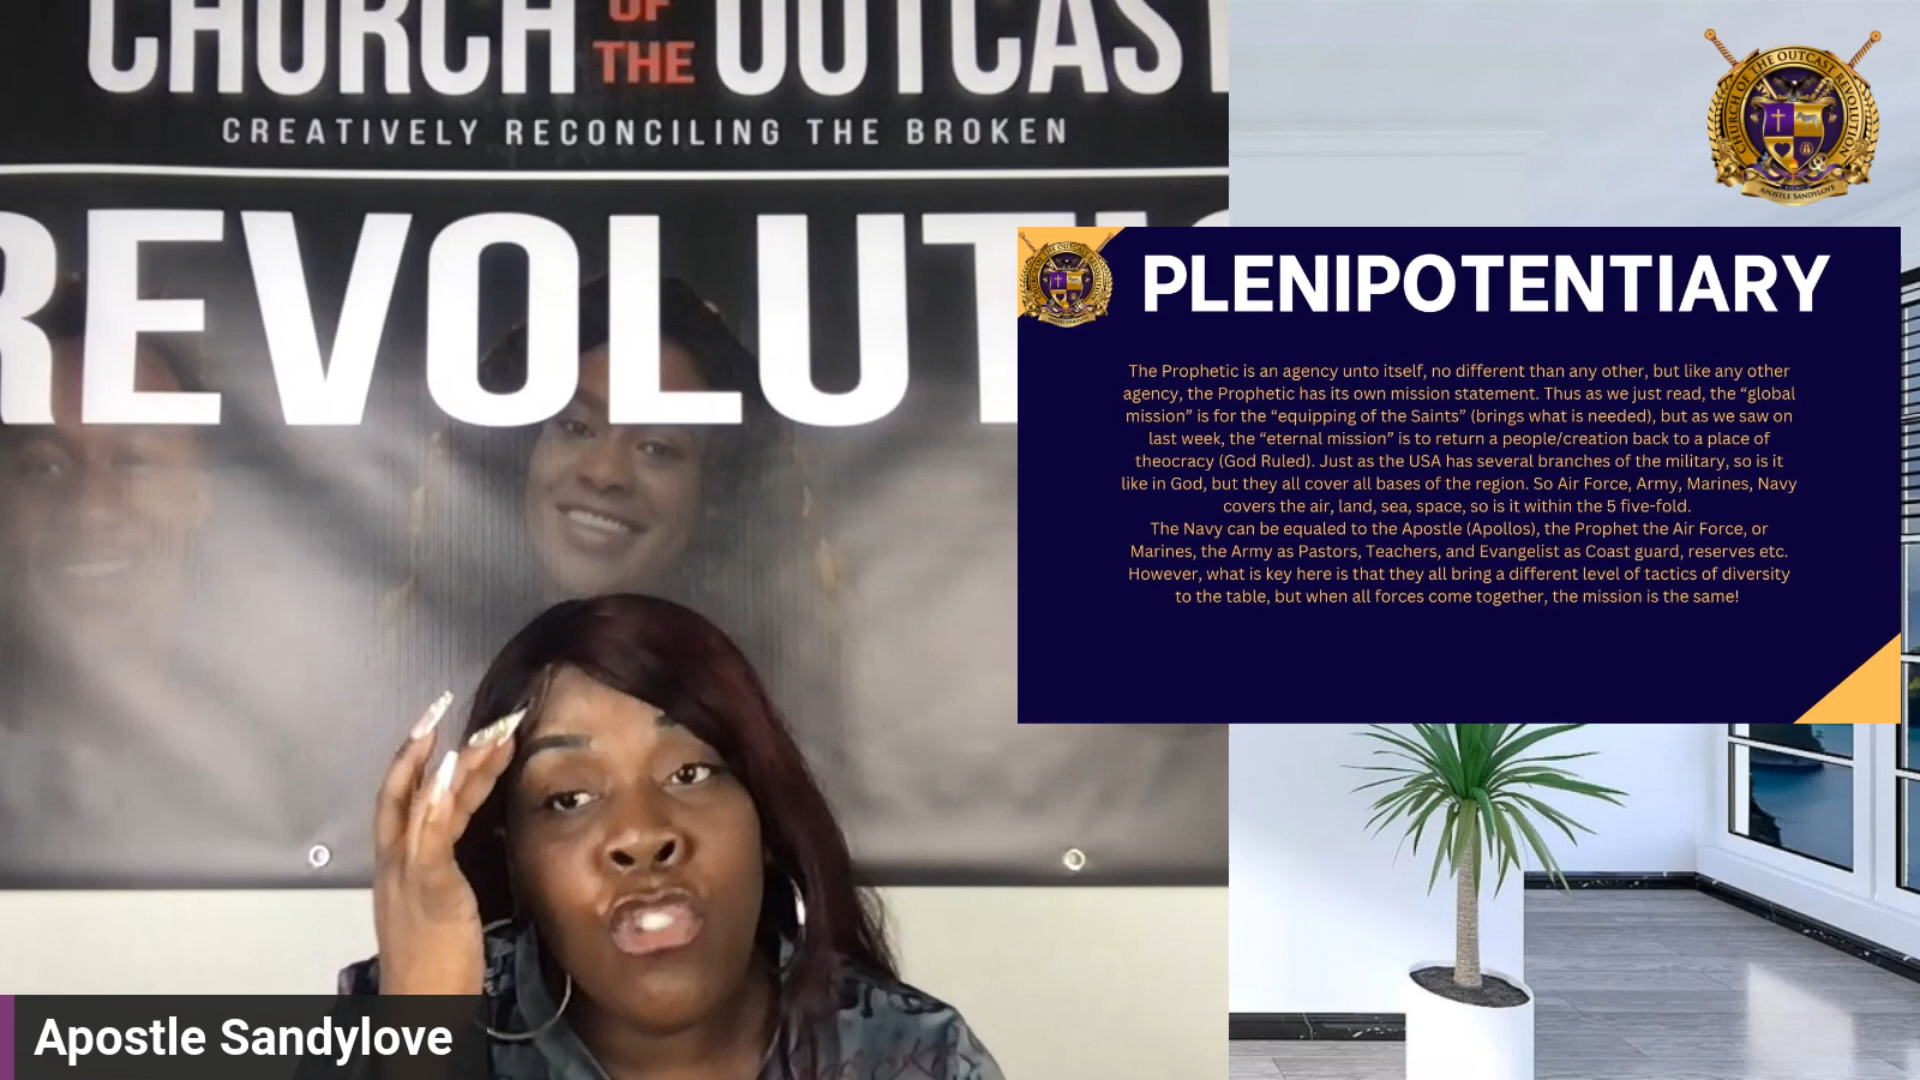 CHURCH OF THE OUTCAST
CREATIVELY RECONCILING THE BROKEN
REVOLUTI
CHURCH OF THE OUTCAST REVOLUTION
APOSTLE SANDYLOVE
PLENIPOTENTIARY
The Prophetic is an agency unto itself, no different than any other, but like any other
agency, the Prophetic has its own mission statement. Thus as we just read, the “global
mission” is for the “equipping of the Saints” (brings what is needed), but as we saw on
last week, the “eternal mission” is to return a people/creation back to a place of
theocracy (God Ruled). Just as the USA has several branches of the military, so is it
like in God, but they all cover all bases of the region. So Air Force, Army, Marines, Navy
covers the air, land, sea, space, so is it within the 5 five-fold.
The Navy can be equaled to the Apostle (Apollos), the Prophet the Air Force, or
Marines, the Army as Pastors, Teachers, and Evangelist as Coast guard, reserves etc.
However, what is key here is that they all bring a different level of tactics of diversity
to the table, but when all forces come together, the mission is the same!
Apostle Sandylove